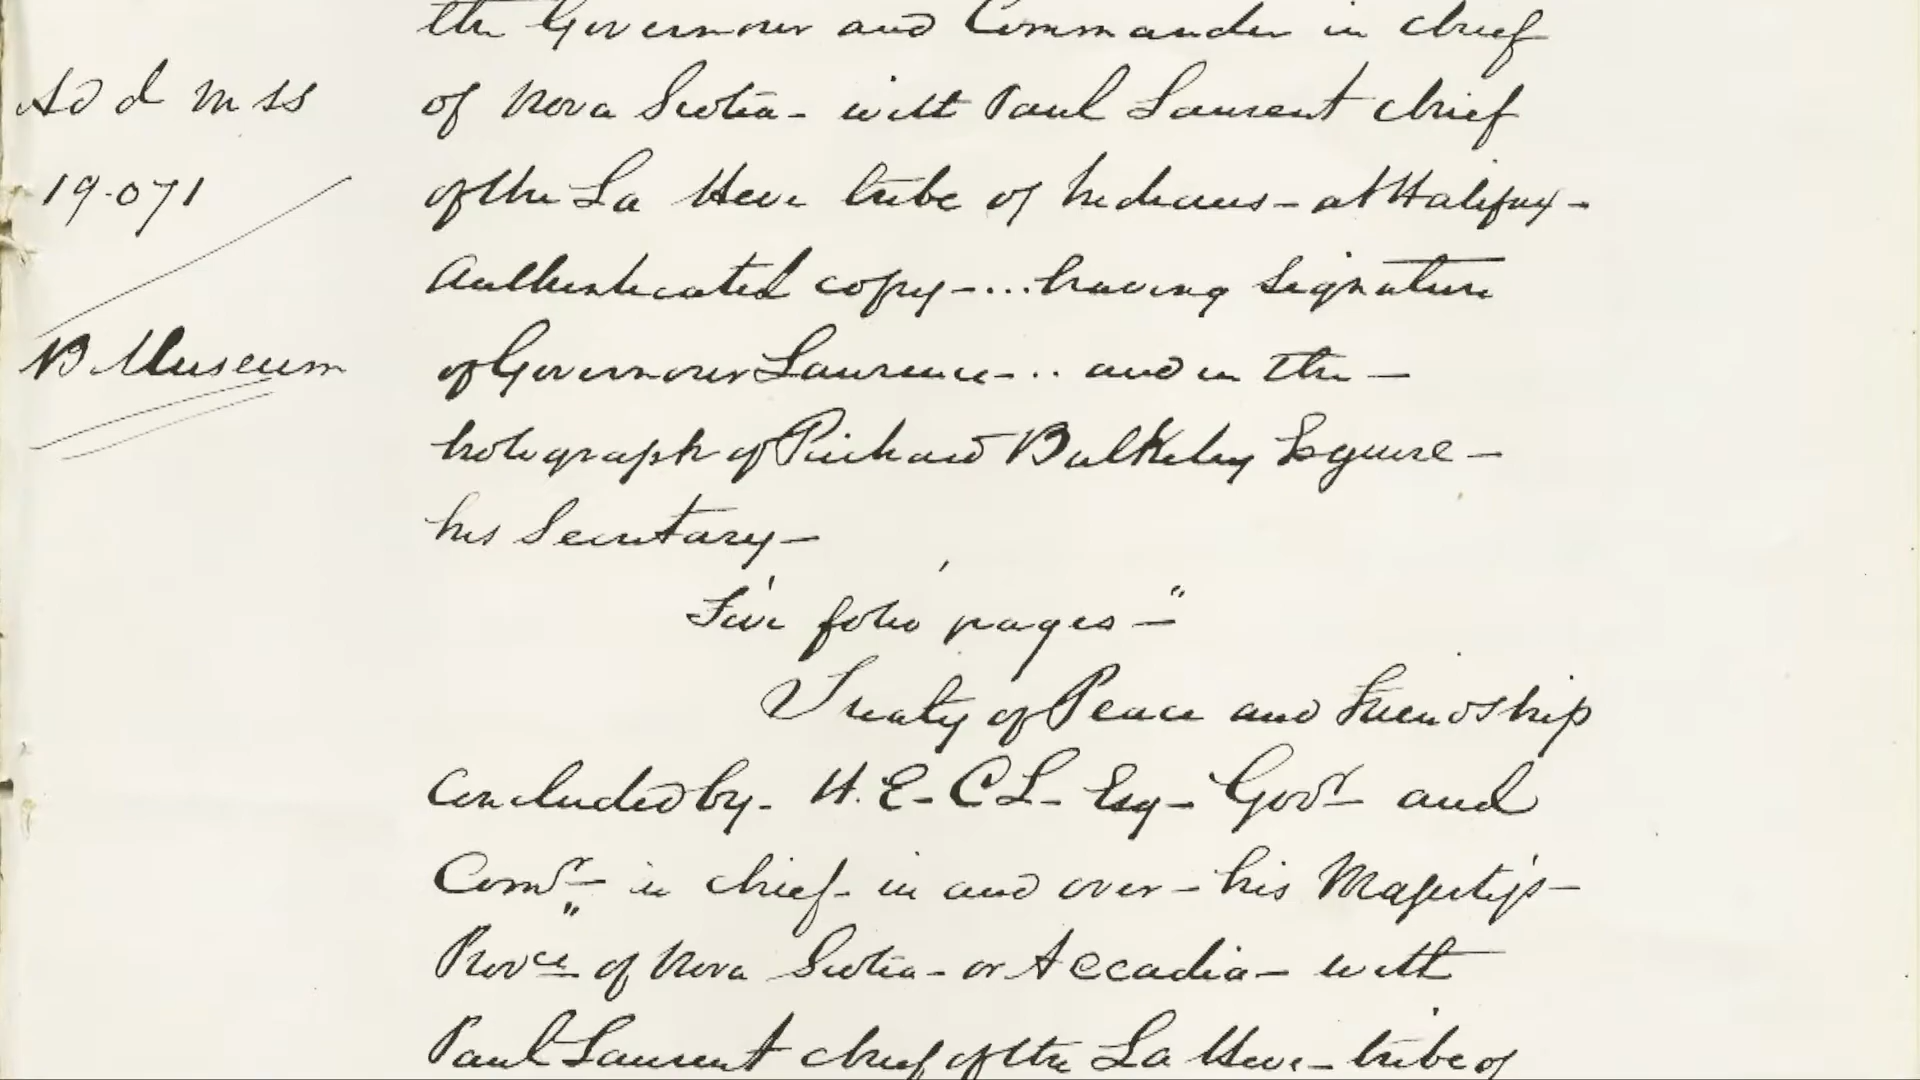 the Governour and Commander in chief
Add mss
of Nova Scotia - with Paul Laurent chief
19.071
of the La Heve tribe of Indians - at Halifax -
Authenticated copy - ... having signature
B Museum
of Governour Laurence - .. and in the -
holograph of Richard Bulkeley Esquire -
his Secretary -
Five folio pages - "
Treaty of Peace and Friendship
concluded by - H. E - C L - Esq - Govr and
Comr in chief - in and over - his Majesty's -
Provce of Nova Scotia - or Accadia - with
Paul Laurent chief of the La Heve - tribe of